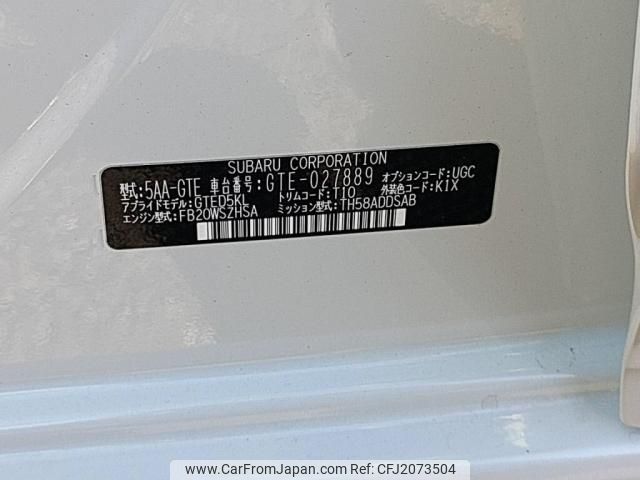 SUBARU CORPORATION
型式:5AA-GTE 車台番号:GTE-027889 オプションコード:UGC
アプライドモデル:GTED5KL トリムコード:T10 外装色コード:K1X
エンジン型式:FB20WSZHSA ミッション型式:TH58ADDSAB
www.carfromjapan.com - CFJ2073504